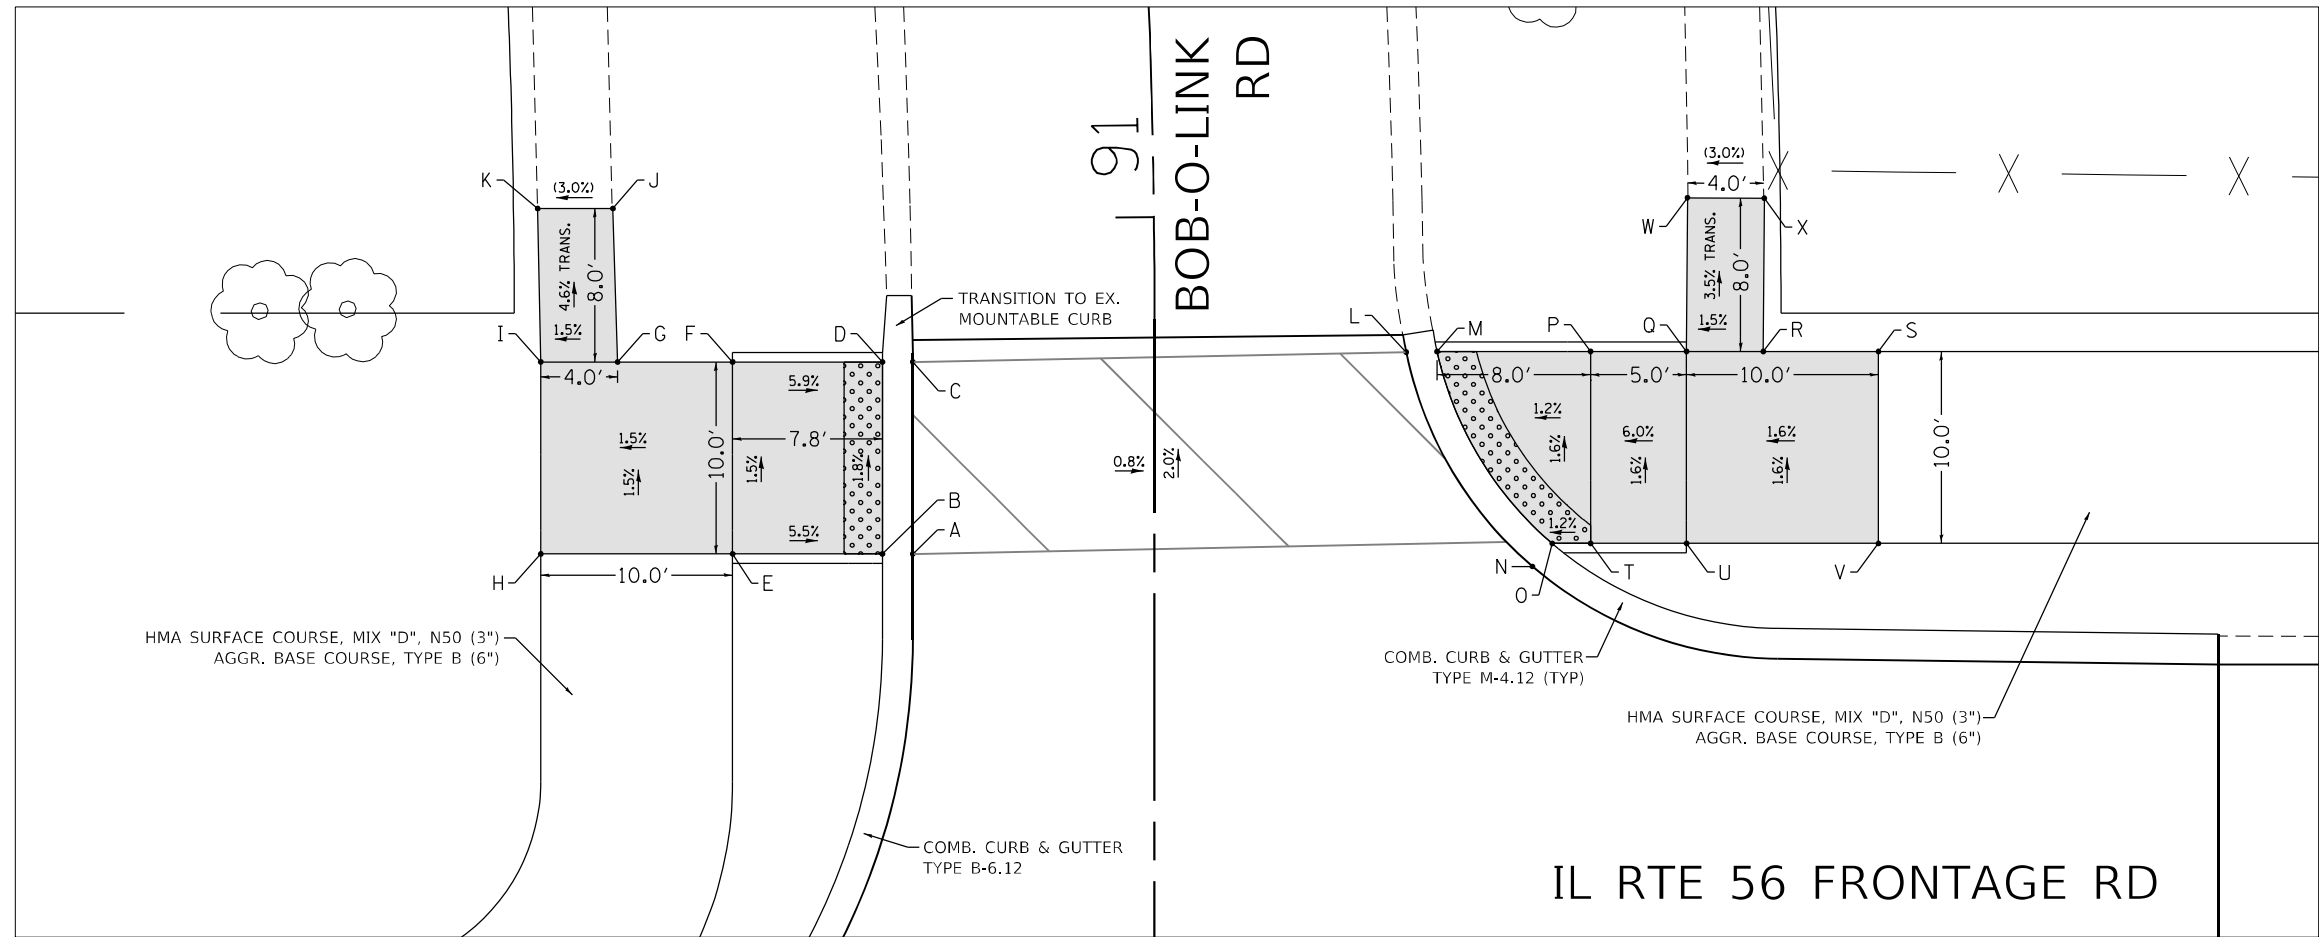 BOB-O-LINK
RD
91
K
(3.0%)
J
4.6% TRANS.
8.0'
1.5%
I
G
F
D
4.0'
10.0'
5.9%
7.8'
1.5%
1.5%
1.5%
1.8%
5.5%
H
10.0'
E
B
A
C
TRANSITION TO EX.
MOUNTABLE CURB
0.8%
2.0%
L
M
P
Q
R
S
W
X
(3.0%)
4.0'
3.5% TRANS.
8.0'
1.5%
8.0'
5.0'
10.0'
1.2%
1.6%
6.0%
1.6%
1.6%
1.6%
1.2%
10.0'
N
O
T
U
V
HMA SURFACE COURSE, MIX "D", N50 (3")
AGGR. BASE COURSE, TYPE B (6")
COMB. CURB & GUTTER
TYPE M-4.12 (TYP)
HMA SURFACE COURSE, MIX "D", N50 (3")
AGGR. BASE COURSE, TYPE B (6")
COMB. CURB & GUTTER
TYPE B-6.12
IL RTE 56 FRONTAGE RD